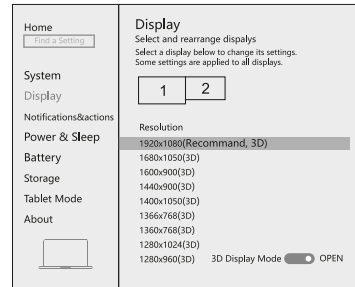 Home
Find a Setting
System
Display
Notifications&actions
Power & Sleep
Battery
Storage
Tablet Mode
About
Display
Select and rearrange dispalys
Select a display below to change its settings.
Some settings are applied to all displays.
1 2
Resolution
1920x1080(Recommand, 3D)
1680x1050(3D)
1600x900(3D)
1440x900(3D)
1400x1050(3D)
1366x768(3D)
1360x768(3D)
1280x1024(3D)
1280x960(3D) 3D Display Mode OPEN